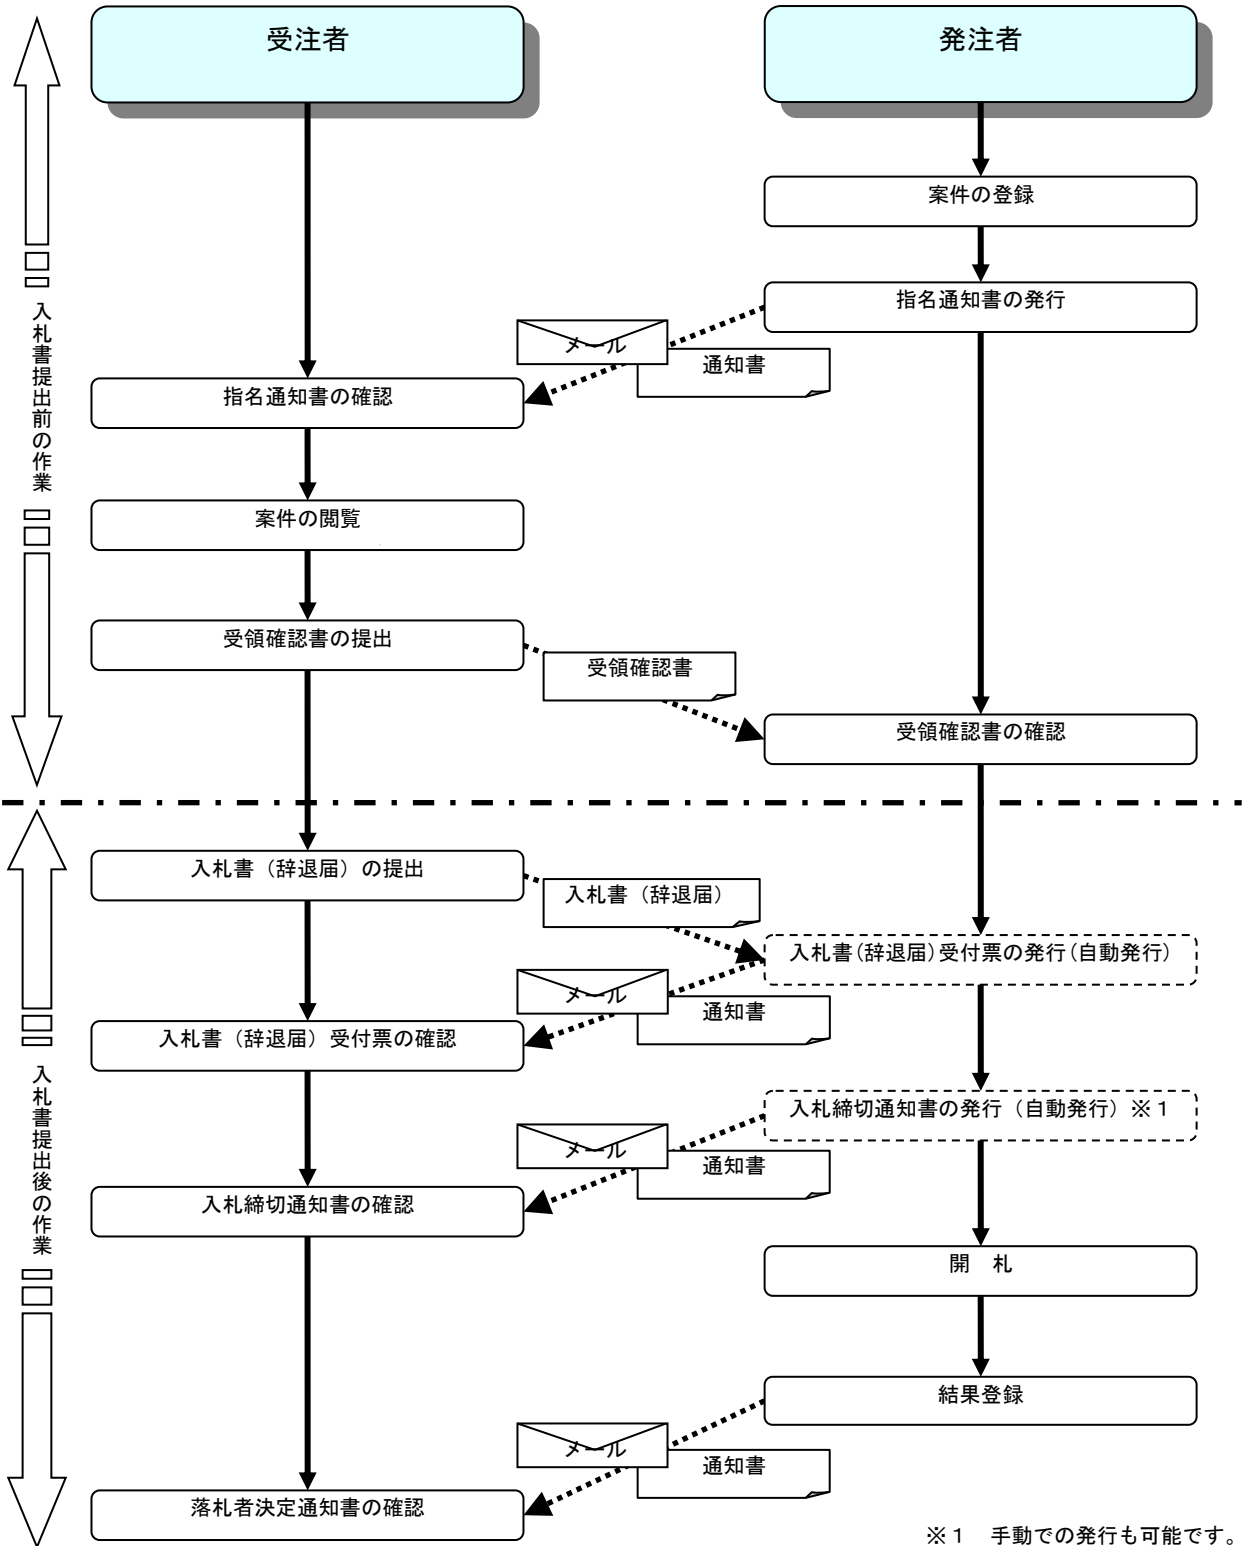 受注者
発注者
案件の登録
指名通知書の発行
メール
通知書
指名通知書の確認
入札書提出前の作業
案件の閲覧
受領確認書の提出
受領確認書
受領確認書の確認
入札書（辞退届）の提出
入札書（辞退届）
入札書（辞退届）受付票の発行（自動発行）
メール
通知書
入札書（辞退届）受付票の確認
入札書提出後の作業
入札締切通知書の発行（自動発行）※１
メール
通知書
入札締切通知書の確認
開　札
結果登録
メール
通知書
落札者決定通知書の確認
※１　手動での発行も可能です。